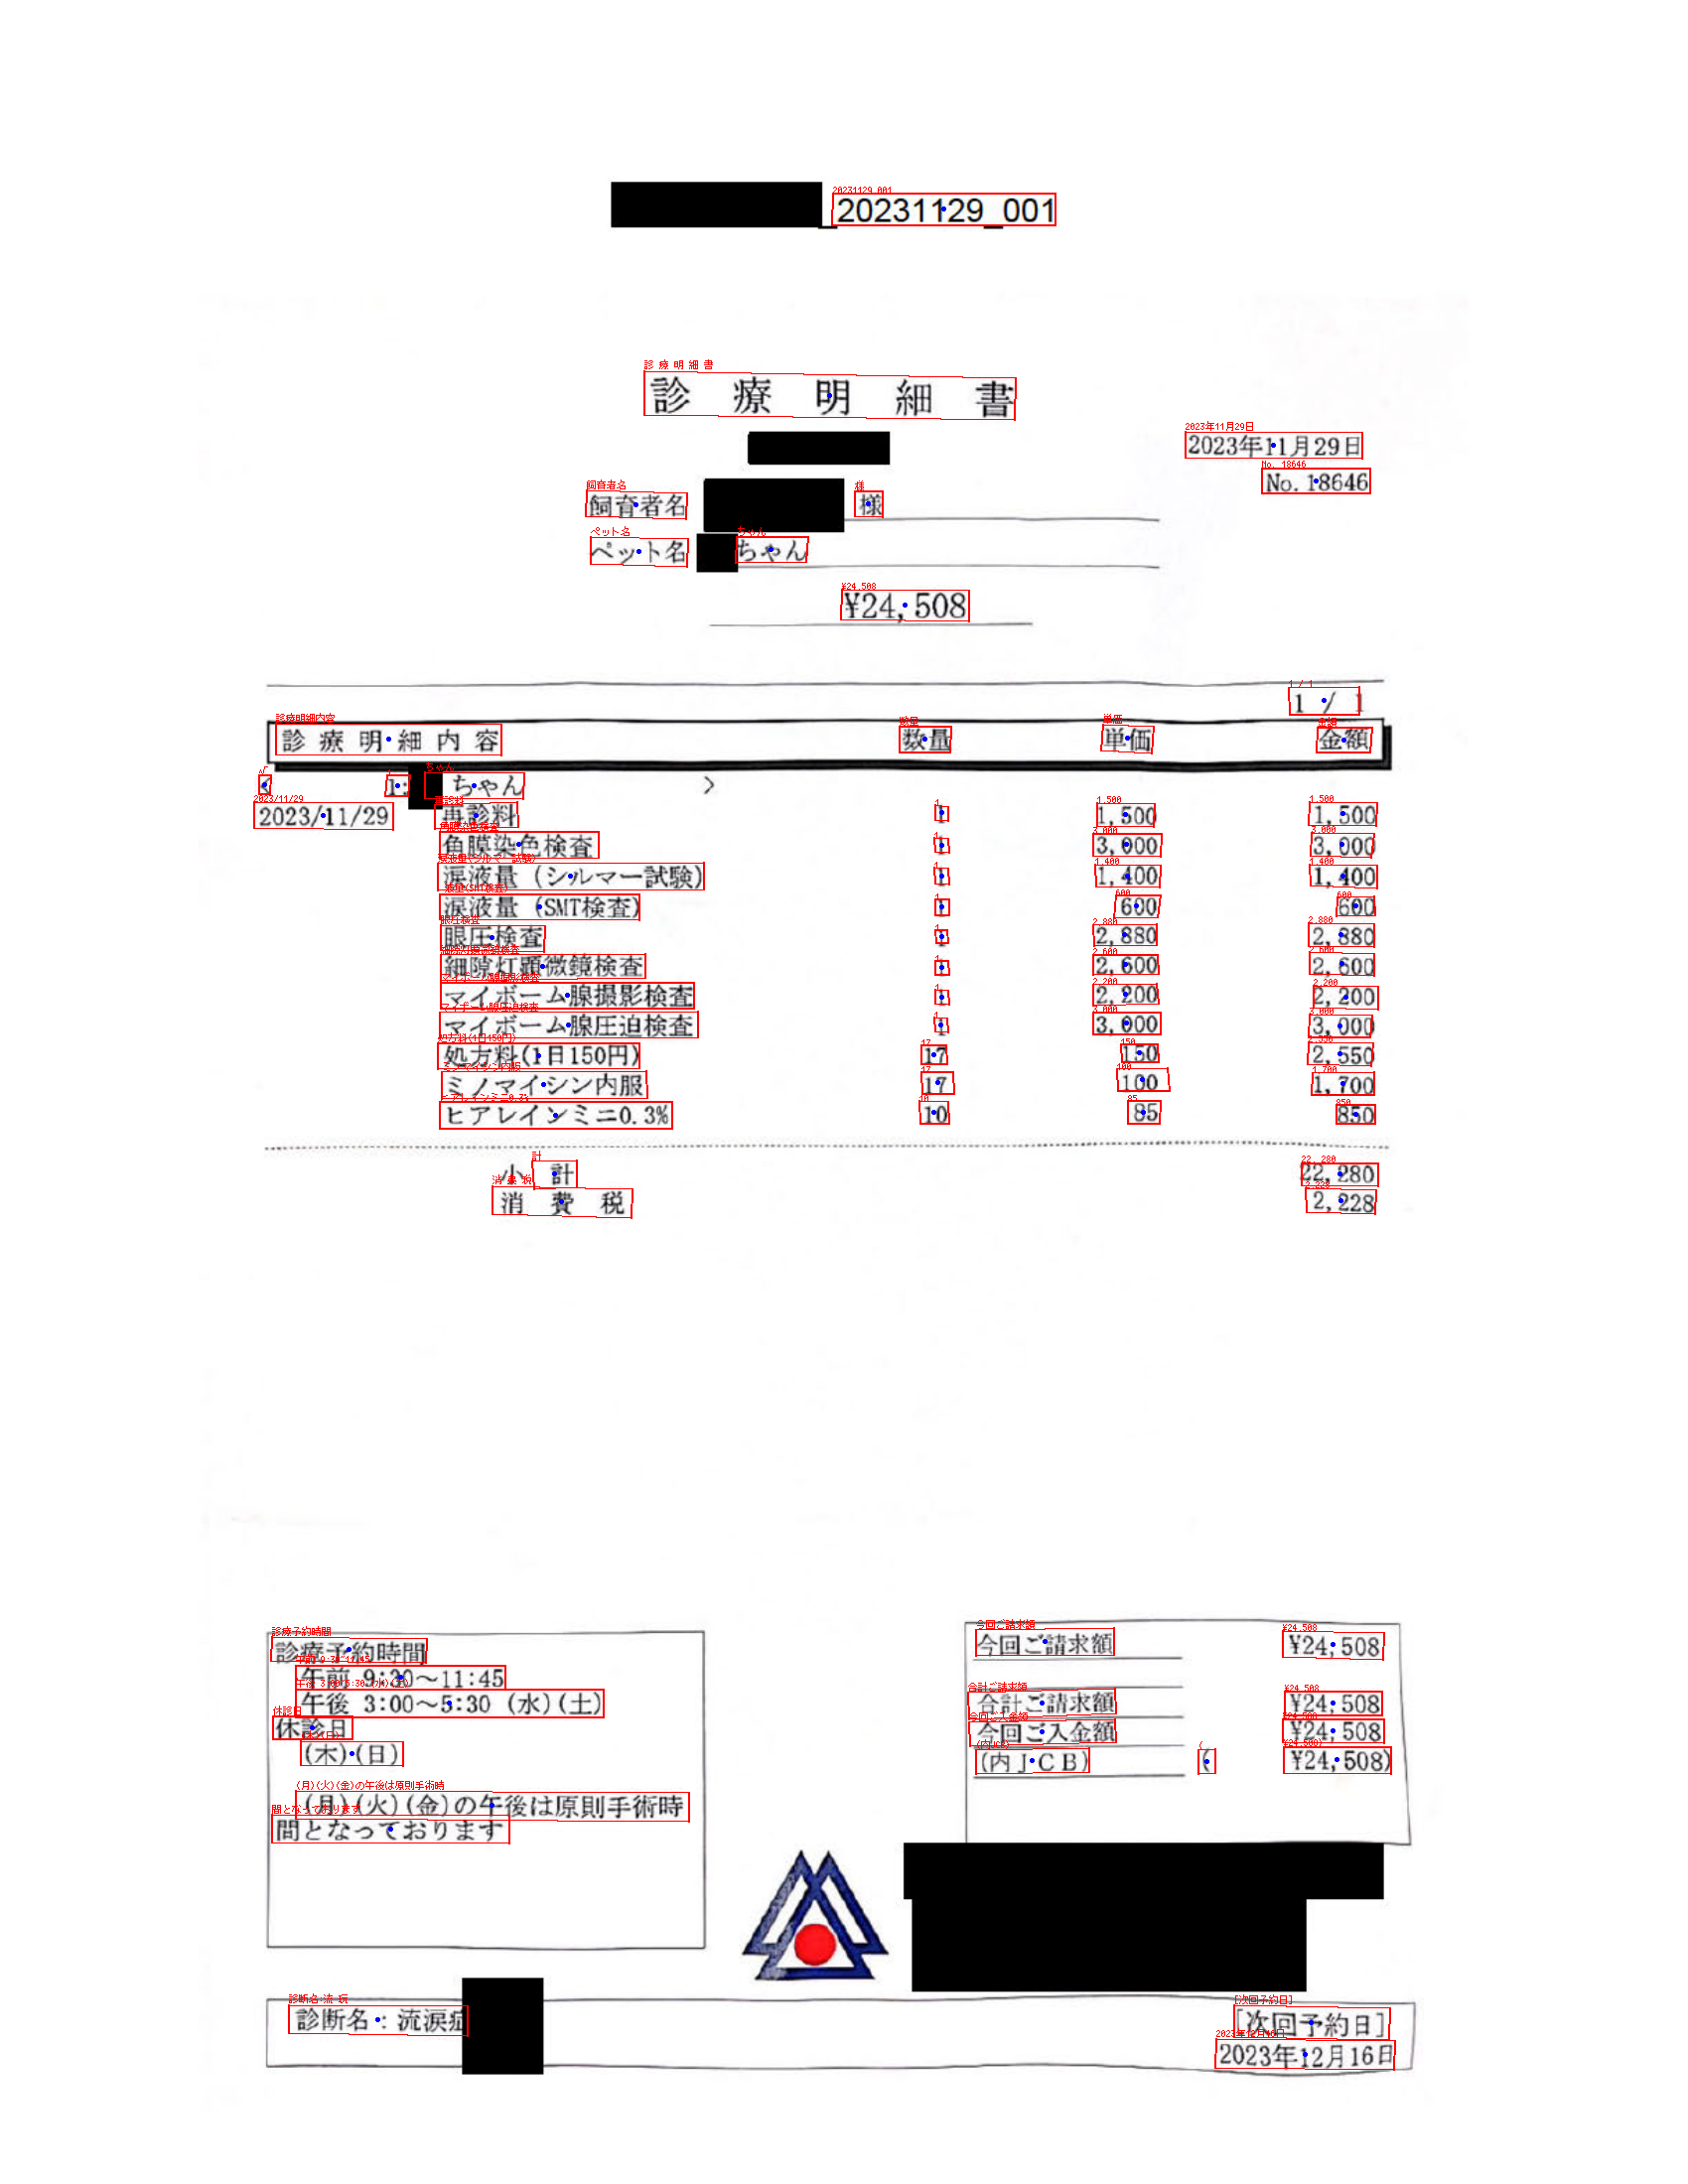 20231129_001
診療明細書
2023年11月29日
No.18646
飼育者名 様
ペット名 ちゃん
¥24,508
1 / 1
診療明細内容 数量 単価 金額
ちゃん >
2023/11/29 再診料 1 1,500 1,500
角膜染色検査 1 3,000 3,000
涙液量(シルマー試験) 1 1,400 1,400
涙液量(SMT検査) 1 600 600
眼圧検査 1 2,880 2,880
細隙灯顕微鏡検査 1 2,600 2,600
マイボーム腺撮影検査 1 2,200 2,200
マイボーム腺圧迫検査 1 3,000 3,000
処方料(1日150円) 17 150 2,550
ミノマイシン内服 17 100 1,700
ヒアレインミニ0.3% 10 85 850
小計 22,280
消費税 2,228
診療予約時間
午前 9:30～11:45
午後 3:00～5:30 (水)(土)
休診日
(木)・(日)
(月)(火)(金)の午後は原則手術時
間となっております
今回ご請求額 ¥24,508
合計ご請求額 ¥24,508
今回ご入金額 ¥24,508
(内JCB) ( ¥24,508)
診断名:流涙症
[次回予約日]
2023年12月16日